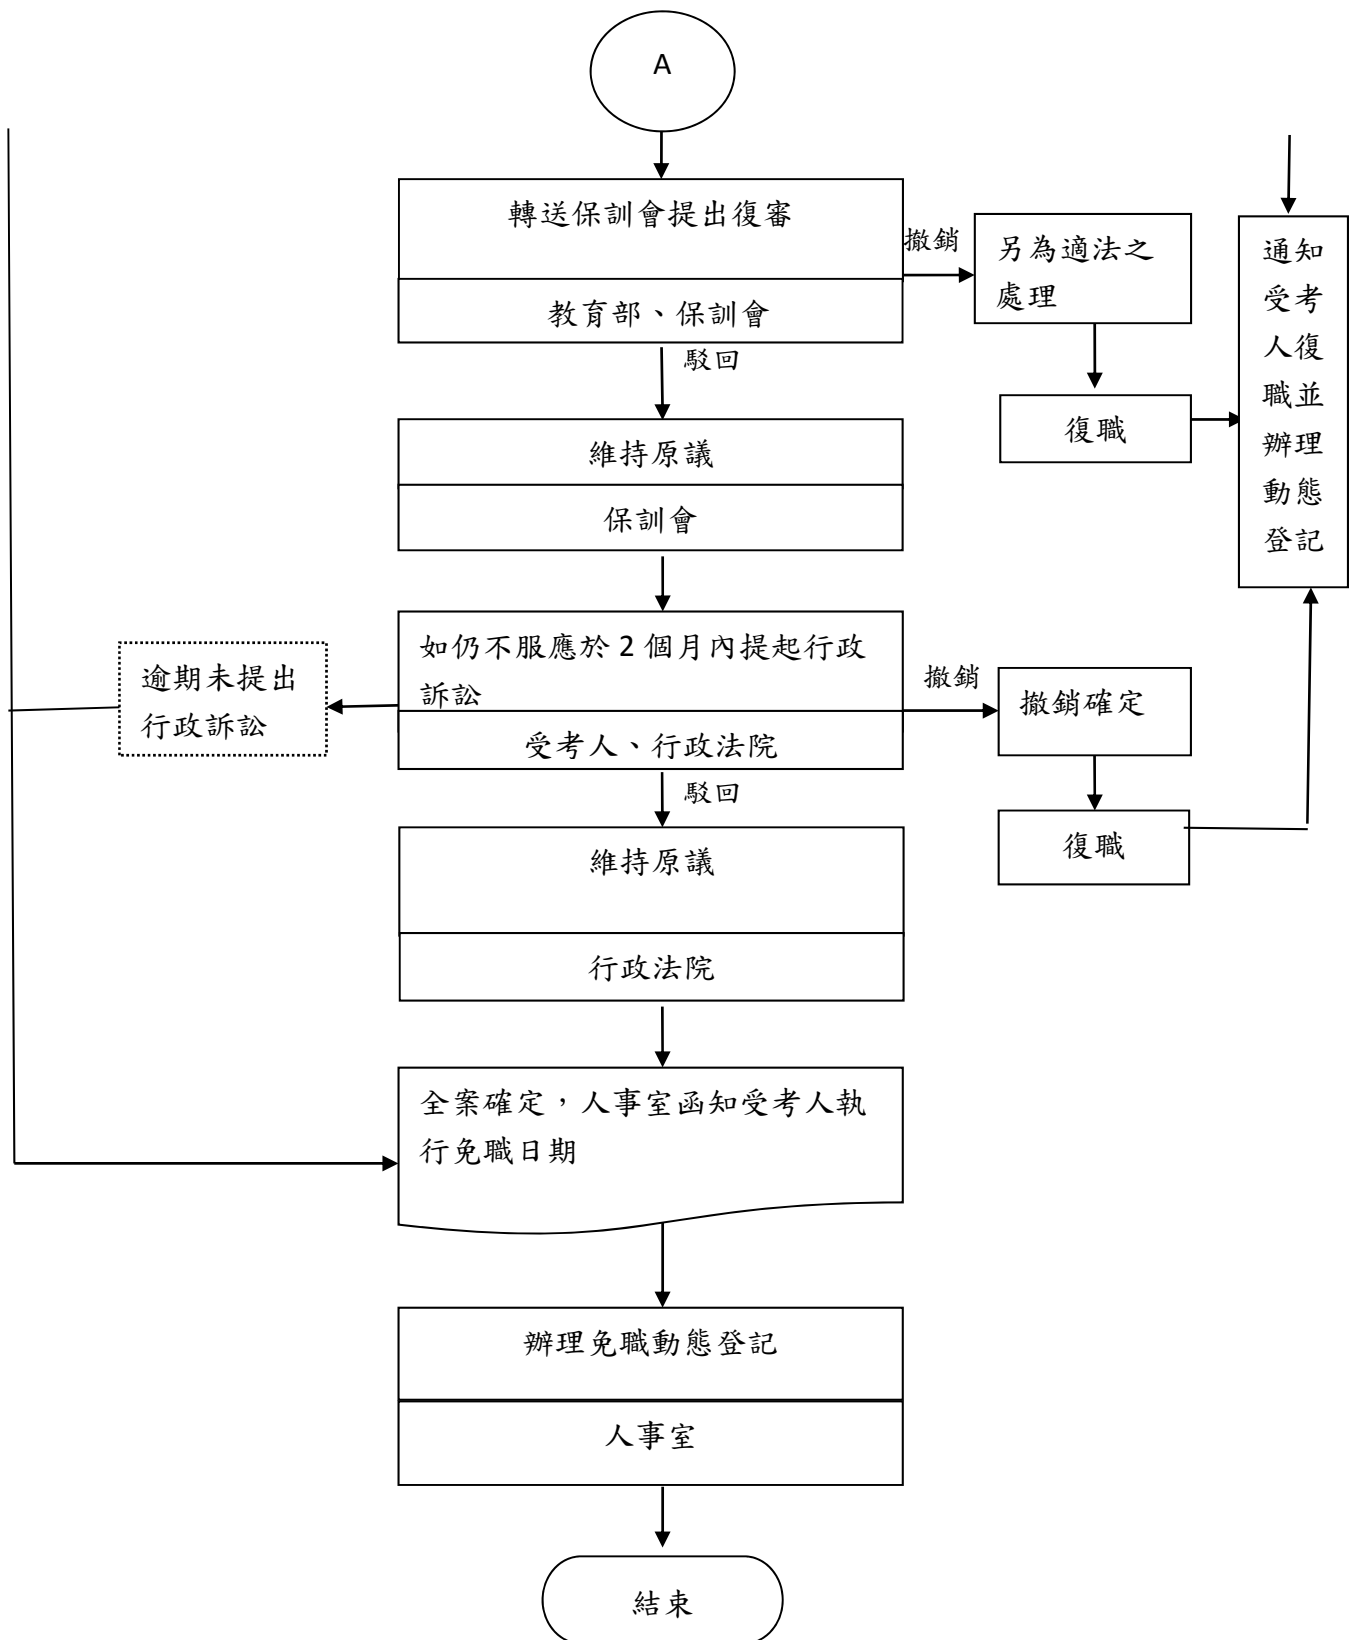 A
轉送保訓會提出復審
教育部、保訓會
撤銷
另為適法之
處理
通知
受考
人復
職並
辦理
動態
登記
駁回
復職
維持原議
保訓會
如仍不服應於 2 個月內提起行政
訴訟
受考人、行政法院
逾期未提出
行政訴訟
撤銷
撤銷確定
駁回
復職
維持原議
行政法院
全案確定，人事室函知受考人執
行免職日期
辦理免職動態登記
人事室
結束